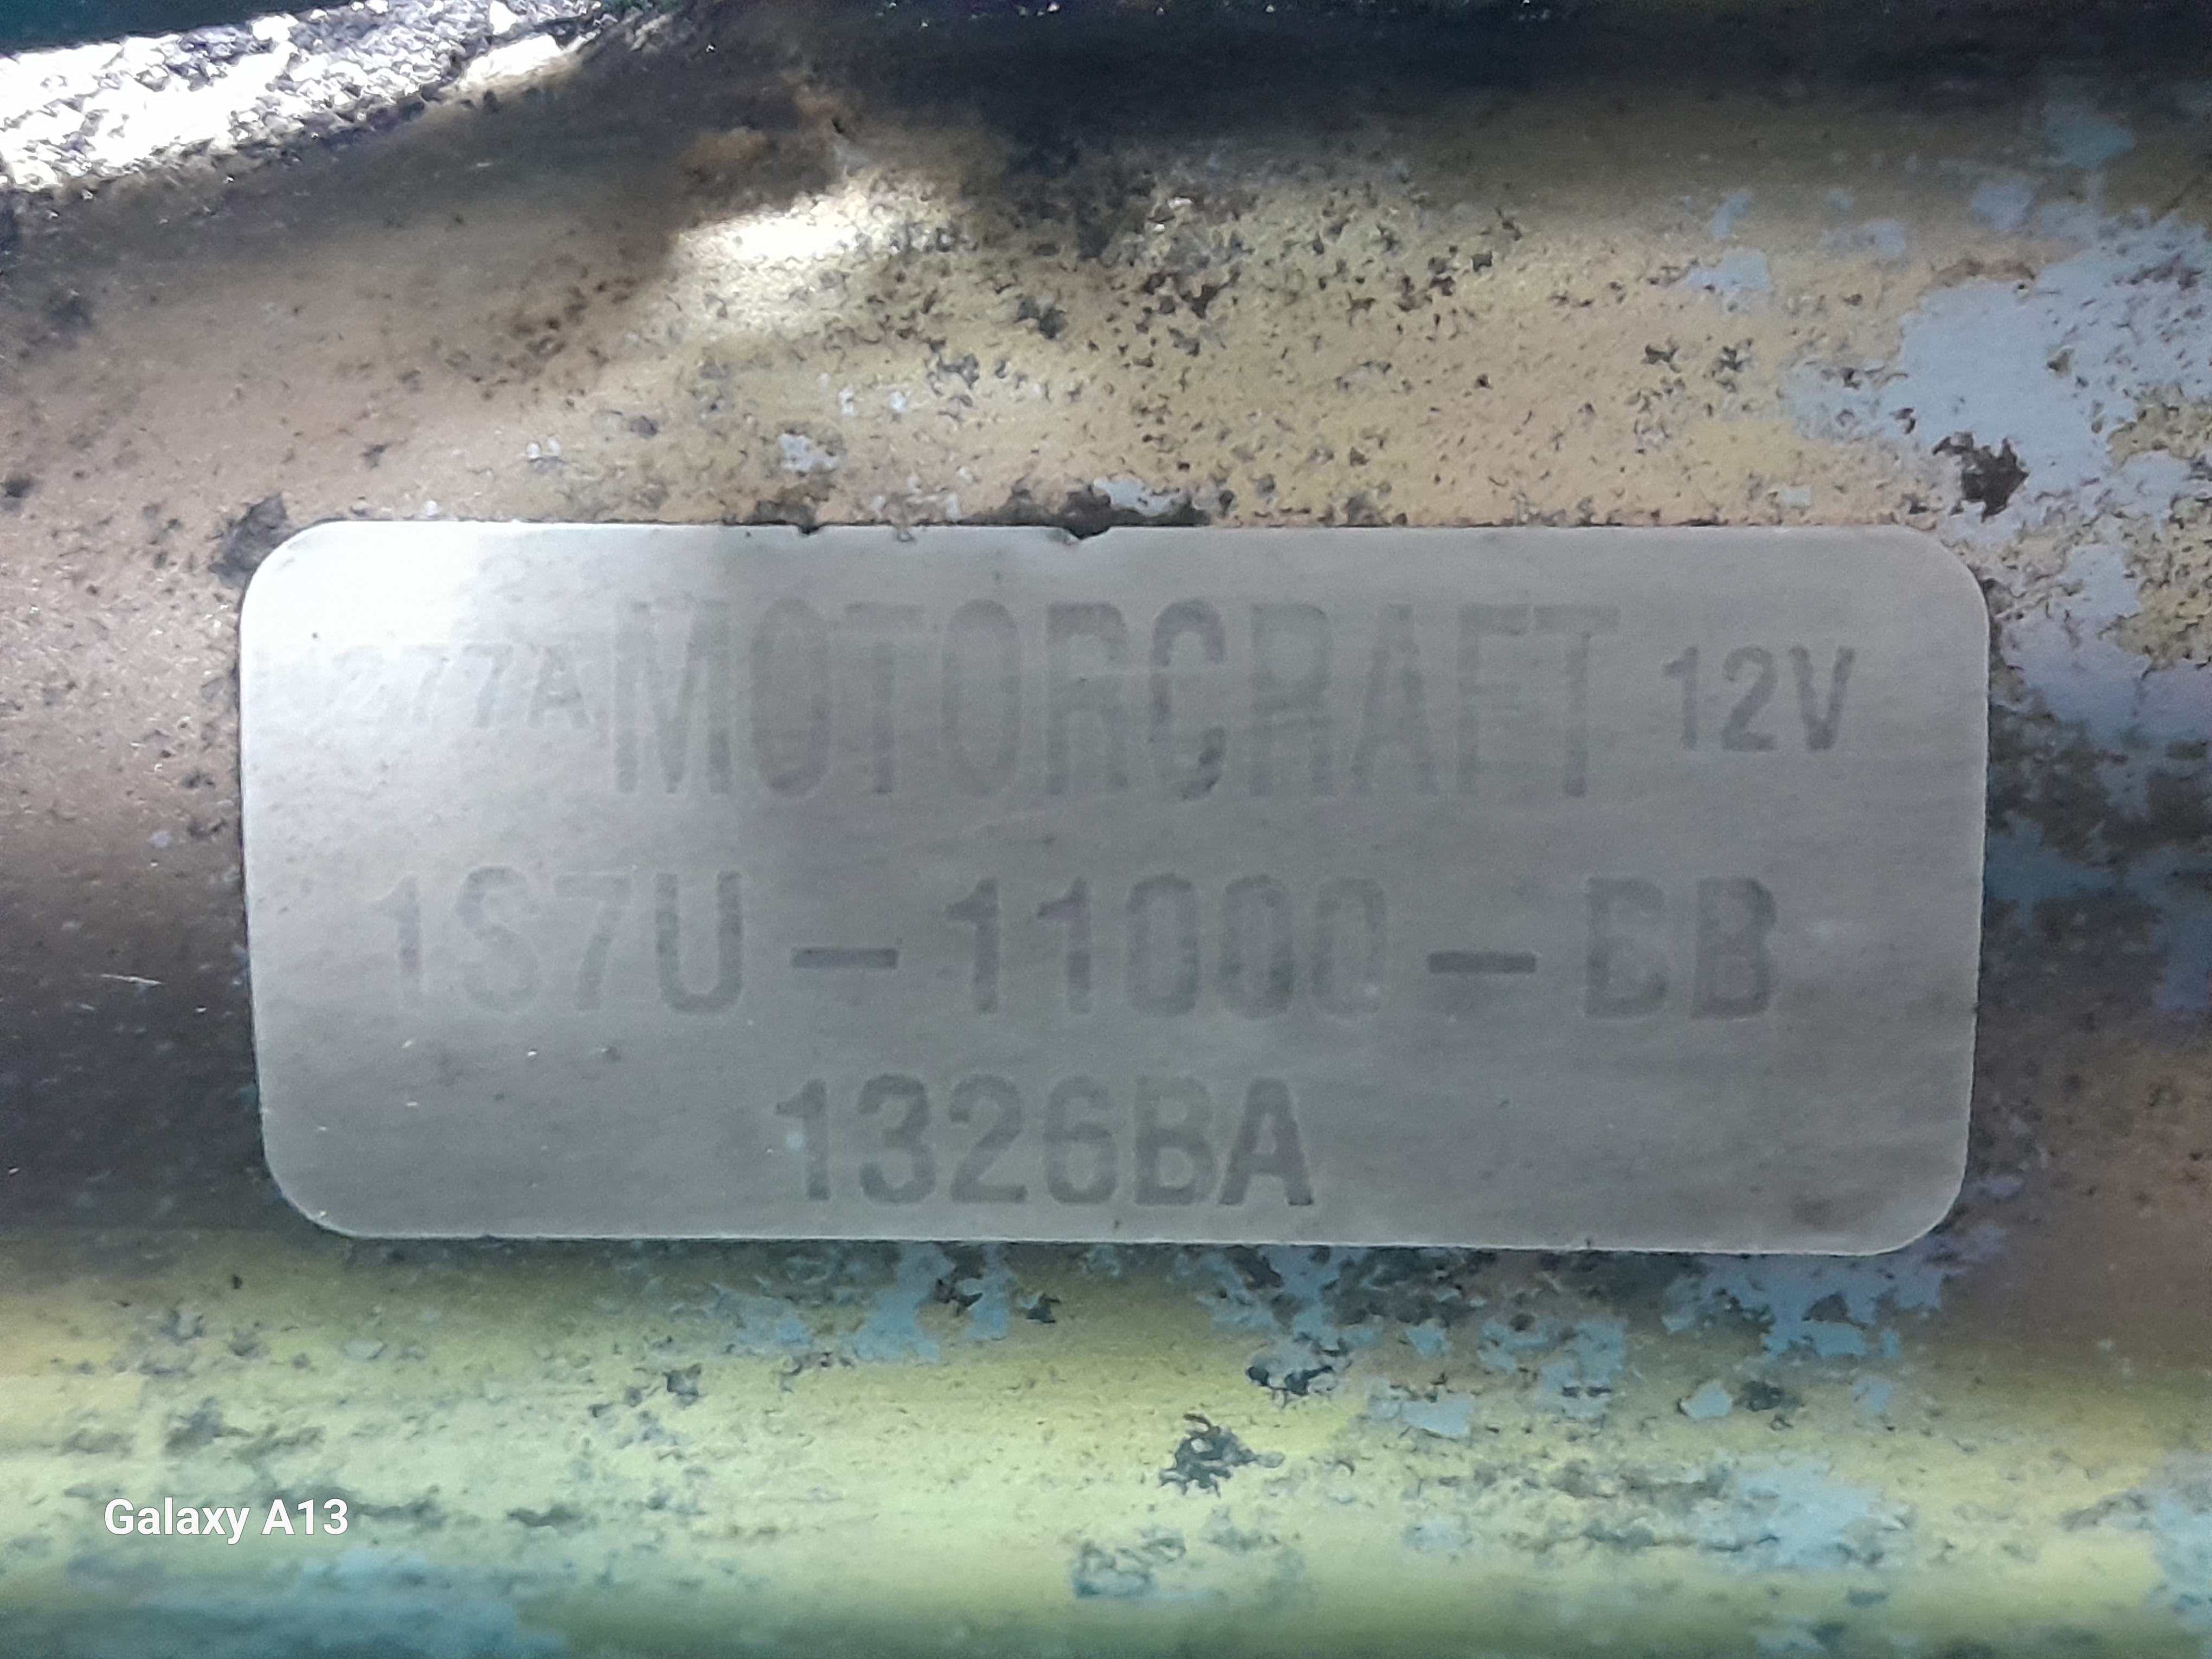 277A MOTORCRAFT 12V
1S7U-11000-BB
1326BA
Galaxy A13